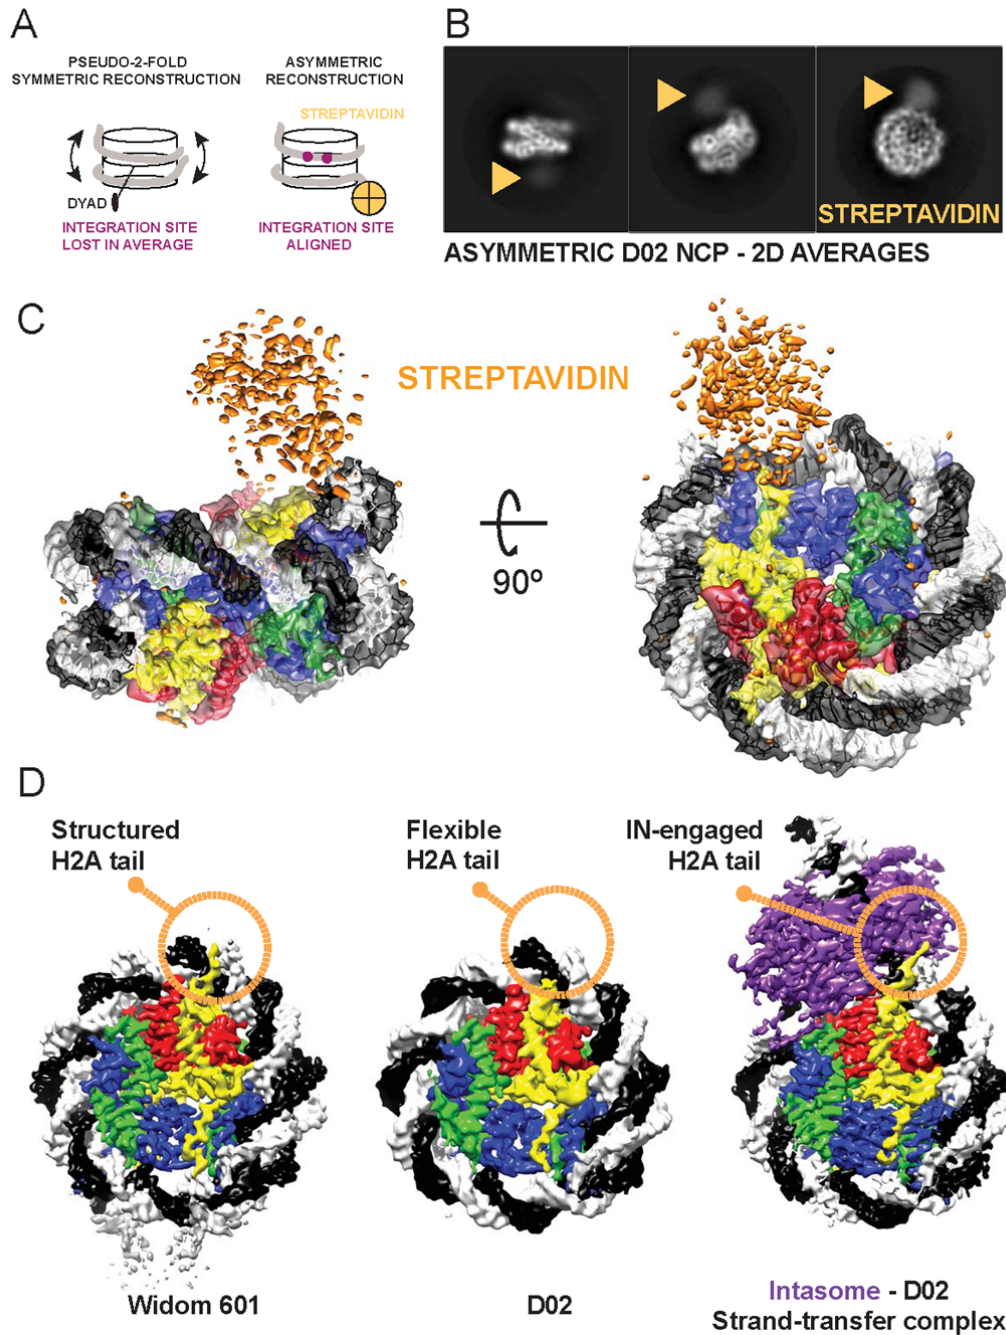 A
PSEUDO-2-FOLD
SYMMETRIC RECONSTRUCTION
ASYMMETRIC
RECONSTRUCTION
STREPTAVIDIN
DYAD
INTEGRATION SITE
LOST IN AVERAGE
INTEGRATION SITE
ALIGNED
B
STREPTAVIDIN
ASYMMETRIC D02 NCP - 2D AVERAGES
C
STREPTAVIDIN
90º
D
Structured
H2A tail
Flexible
H2A tail
IN-engaged
H2A tail
Widom 601
D02
Intasome - D02
Strand-transfer complex